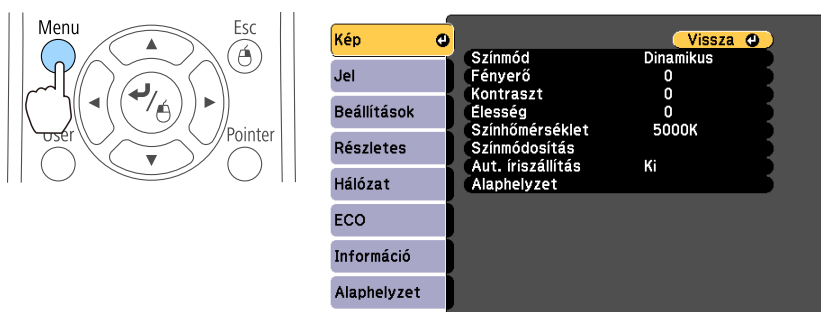 Menu
Esc
User
Pointer
Kép
Jel
Beállítások
Részletes
Hálózat
ECO
Információ
Alaphelyzet
Vissza
Színmód Dinamikus
Fényerő 0
Kontraszt 0
Élesség 0
Színhőmérséklet 5000K
Színmódosítás
Aut. íriszállítás Ki
Alaphelyzet